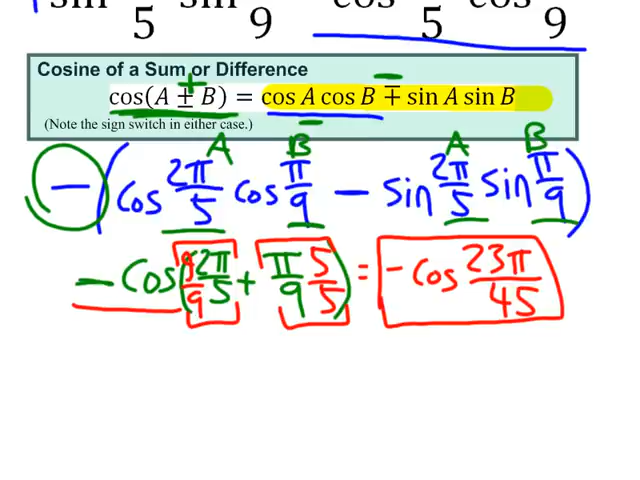 sin 5 sin 9 cos 5 cos 9
Cosine of a Sum or Difference
+ −
cos(A ± B) = cos A cos B ∓ sin A sin B
(Note the sign switch in either case.)
A B A B
−(cos 2π/5 cos π/9 − sin 2π/5 sin π/9)
−cos(9/9 2π/5 + π/9 5/5) = −cos 23π/45